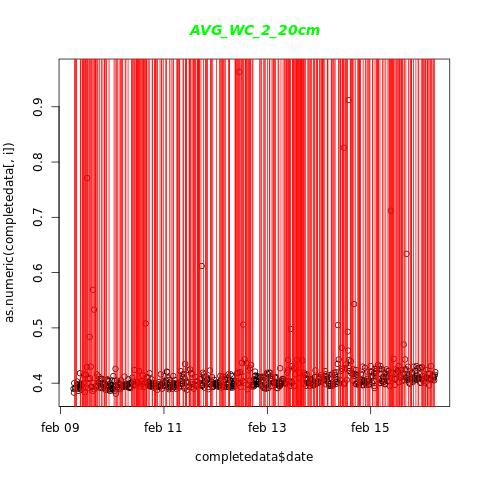 AVG_WC_2_20cm
as.numeric(completedata[, i])
0.9
0.8
0.7
0.6
0.5
0.4
feb 09 feb 11 feb 13 feb 15
completedata$date